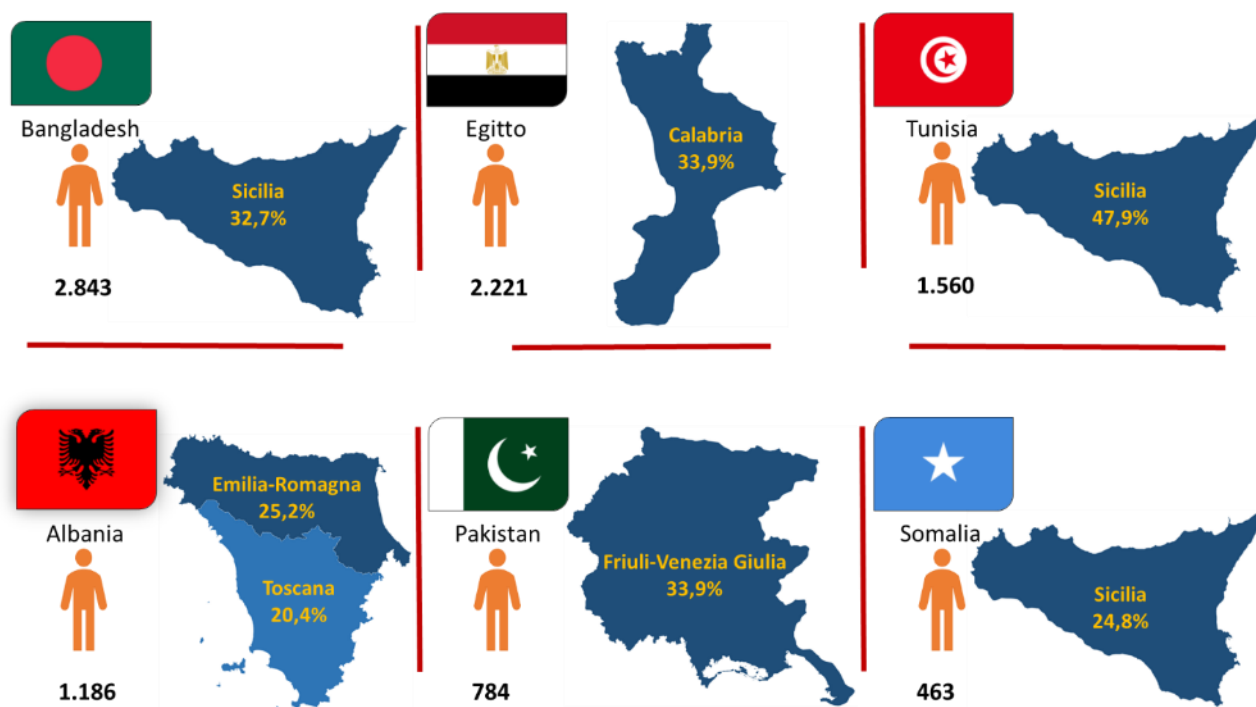 Bangladesh
Sicilia
32,7%
2.843
Egitto
Calabria
33,9%
2.221
Tunisia
Sicilia
47,9%
1.560
Albania
Emilia-Romagna
25,2%
Toscana
20,4%
1.186
Pakistan
Friuli-Venezia Giulia
33,9%
784
Somalia
Sicilia
24,8%
463